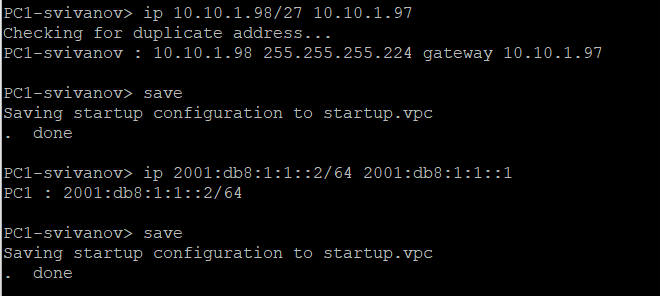 PC1-svivanov> ip 10.10.1.98/27 10.10.1.97
Checking for duplicate address...
PC1-svivanov : 10.10.1.98 255.255.255.224 gateway 10.10.1.97
PC1-svivanov> save
Saving startup configuration to startup.vpc
.  done
PC1-svivanov> ip 2001:db8:1:1::2/64 2001:db8:1:1::1
PC1 : 2001:db8:1:1::2/64
PC1-svivanov> save
Saving startup configuration to startup.vpc
.  done